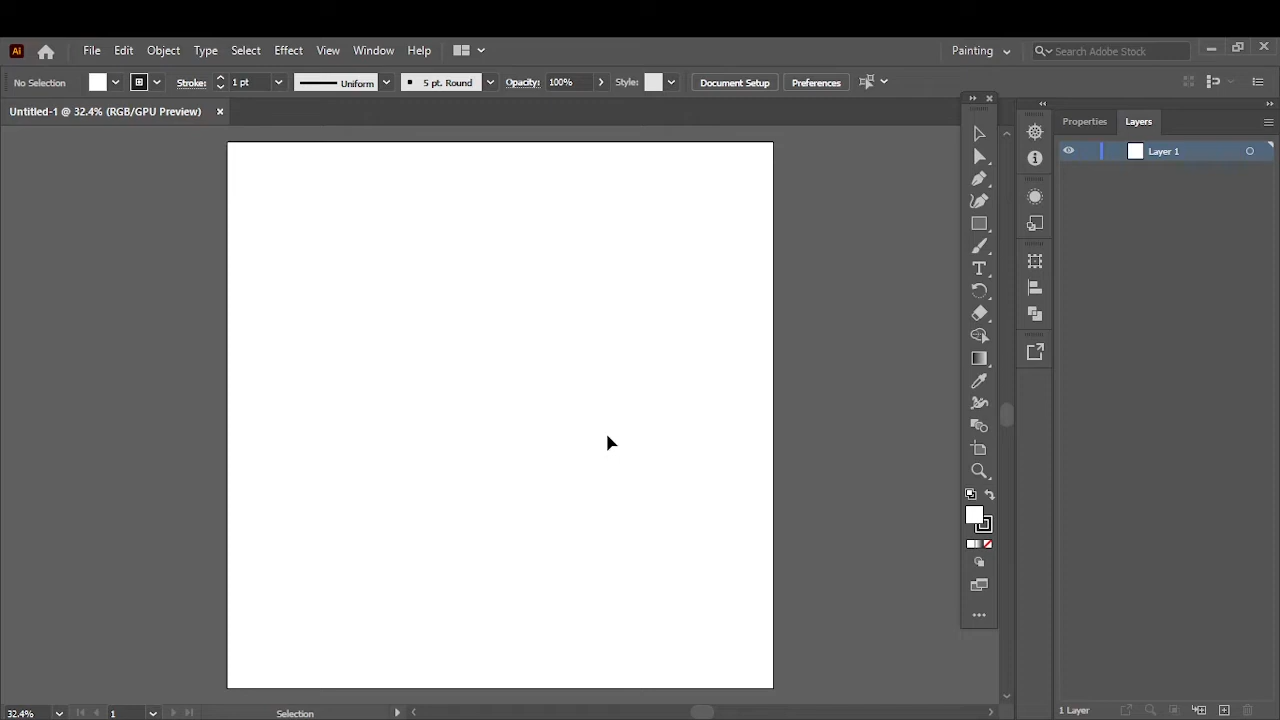 Ai File Edit Object Type Select Effect View Window Help Painting Search Adobe Stock
No Selection Stroke: 1 pt Uniform 5 pt. Round Opacity: 100% Style: Document Setup Preferences
Untitled-1 @ 32.4% (RGB/GPU Preview)
Properties Layers
Layer 1
32.4% 1 Selection
1 Layer